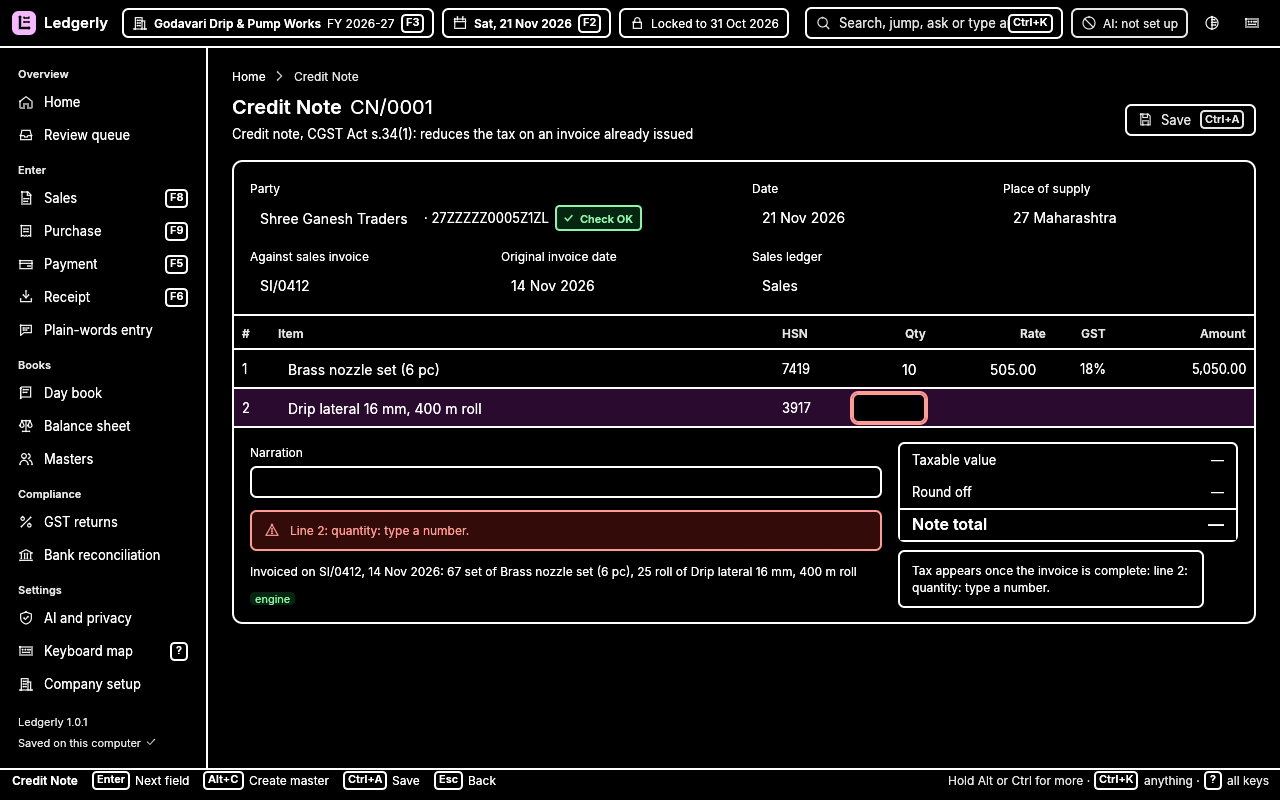 Ledgerly
Godavari Drip & Pump Works FY 2026-27 F3
Sat, 21 Nov 2026 F2
Locked to 31 Oct 2026
Search, jump, ask or type a Ctrl+K
AI: not set up
Overview
Home
Review queue
Enter
Sales F8
Purchase F9
Payment F5
Receipt F6
Plain-words entry
Books
Day book
Balance sheet
Masters
Compliance
GST returns
Bank reconciliation
Settings
AI and privacy
Keyboard map ?
Company setup
Ledgerly 1.0.1
Saved on this computer
Home Credit Note
Credit Note CN/0001
Credit note, CGST Act s.34(1): reduces the tax on an invoice already issued
Save Ctrl+A
Party Date Place of supply
Shree Ganesh Traders · 27ZZZZZ0005Z1ZL Check OK 21 Nov 2026 27 Maharashtra
Against sales invoice Original invoice date Sales ledger
SI/0412 14 Nov 2026 Sales
# Item HSN Qty Rate GST Amount
1 Brass nozzle set (6 pc) 7419 10 505.00 18% 5,050.00
2 Drip lateral 16 mm, 400 m roll 3917
Narration
Line 2: quantity: type a number.
Invoiced on SI/0412, 14 Nov 2026: 67 set of Brass nozzle set (6 pc), 25 roll of Drip lateral 16 mm, 400 m roll
engine
Taxable value —
Round off —
Note total —
Tax appears once the invoice is complete: line 2:
quantity: type a number.
Credit Note Enter Next field Alt+C Create master Ctrl+A Save Esc Back
Hold Alt or Ctrl for more · Ctrl+K anything · ? all keys